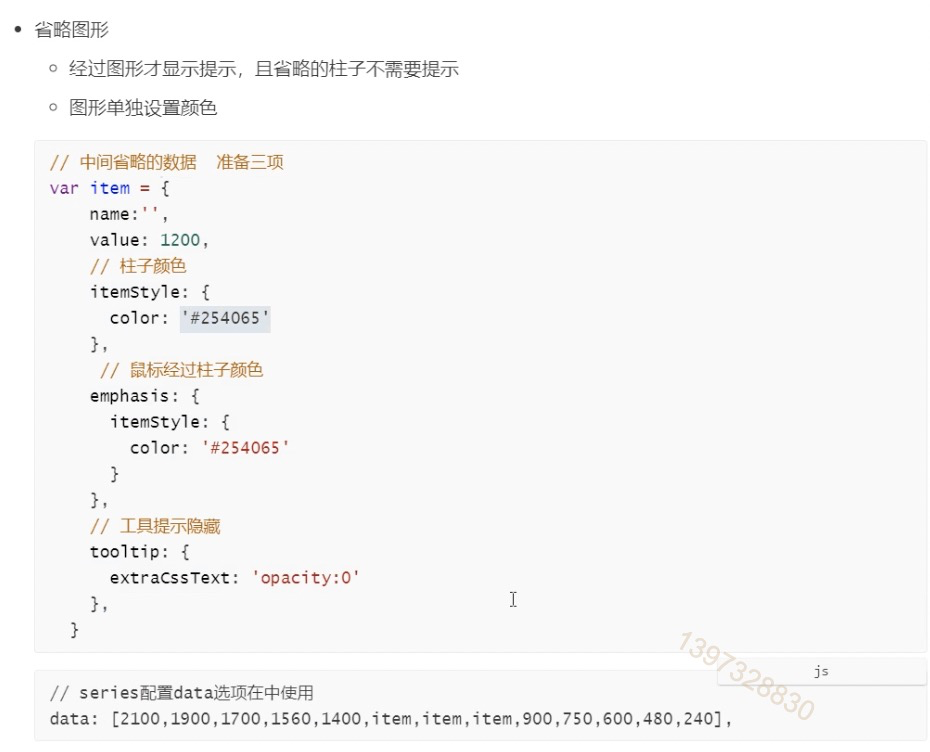 省略图形
经过图形才显示提示，且省略的柱子不需要提示
图形单独设置颜色
// 中间省略的数据  准备三项
var item = {
    name:'',
    value: 1200,
    // 柱子颜色
    itemStyle: {
      color: '#254065'
    },
     // 鼠标经过柱子颜色
    emphasis: {
      itemStyle: {
        color: '#254065'
      }
    },
    // 工具提示隐藏
    tooltip: {
      extraCssText: 'opacity:0'
    },
  }
1397328830
js
// series配置data选项在中使用
data: [2100,1900,1700,1560,1400,item,item,item,900,750,600,480,240],